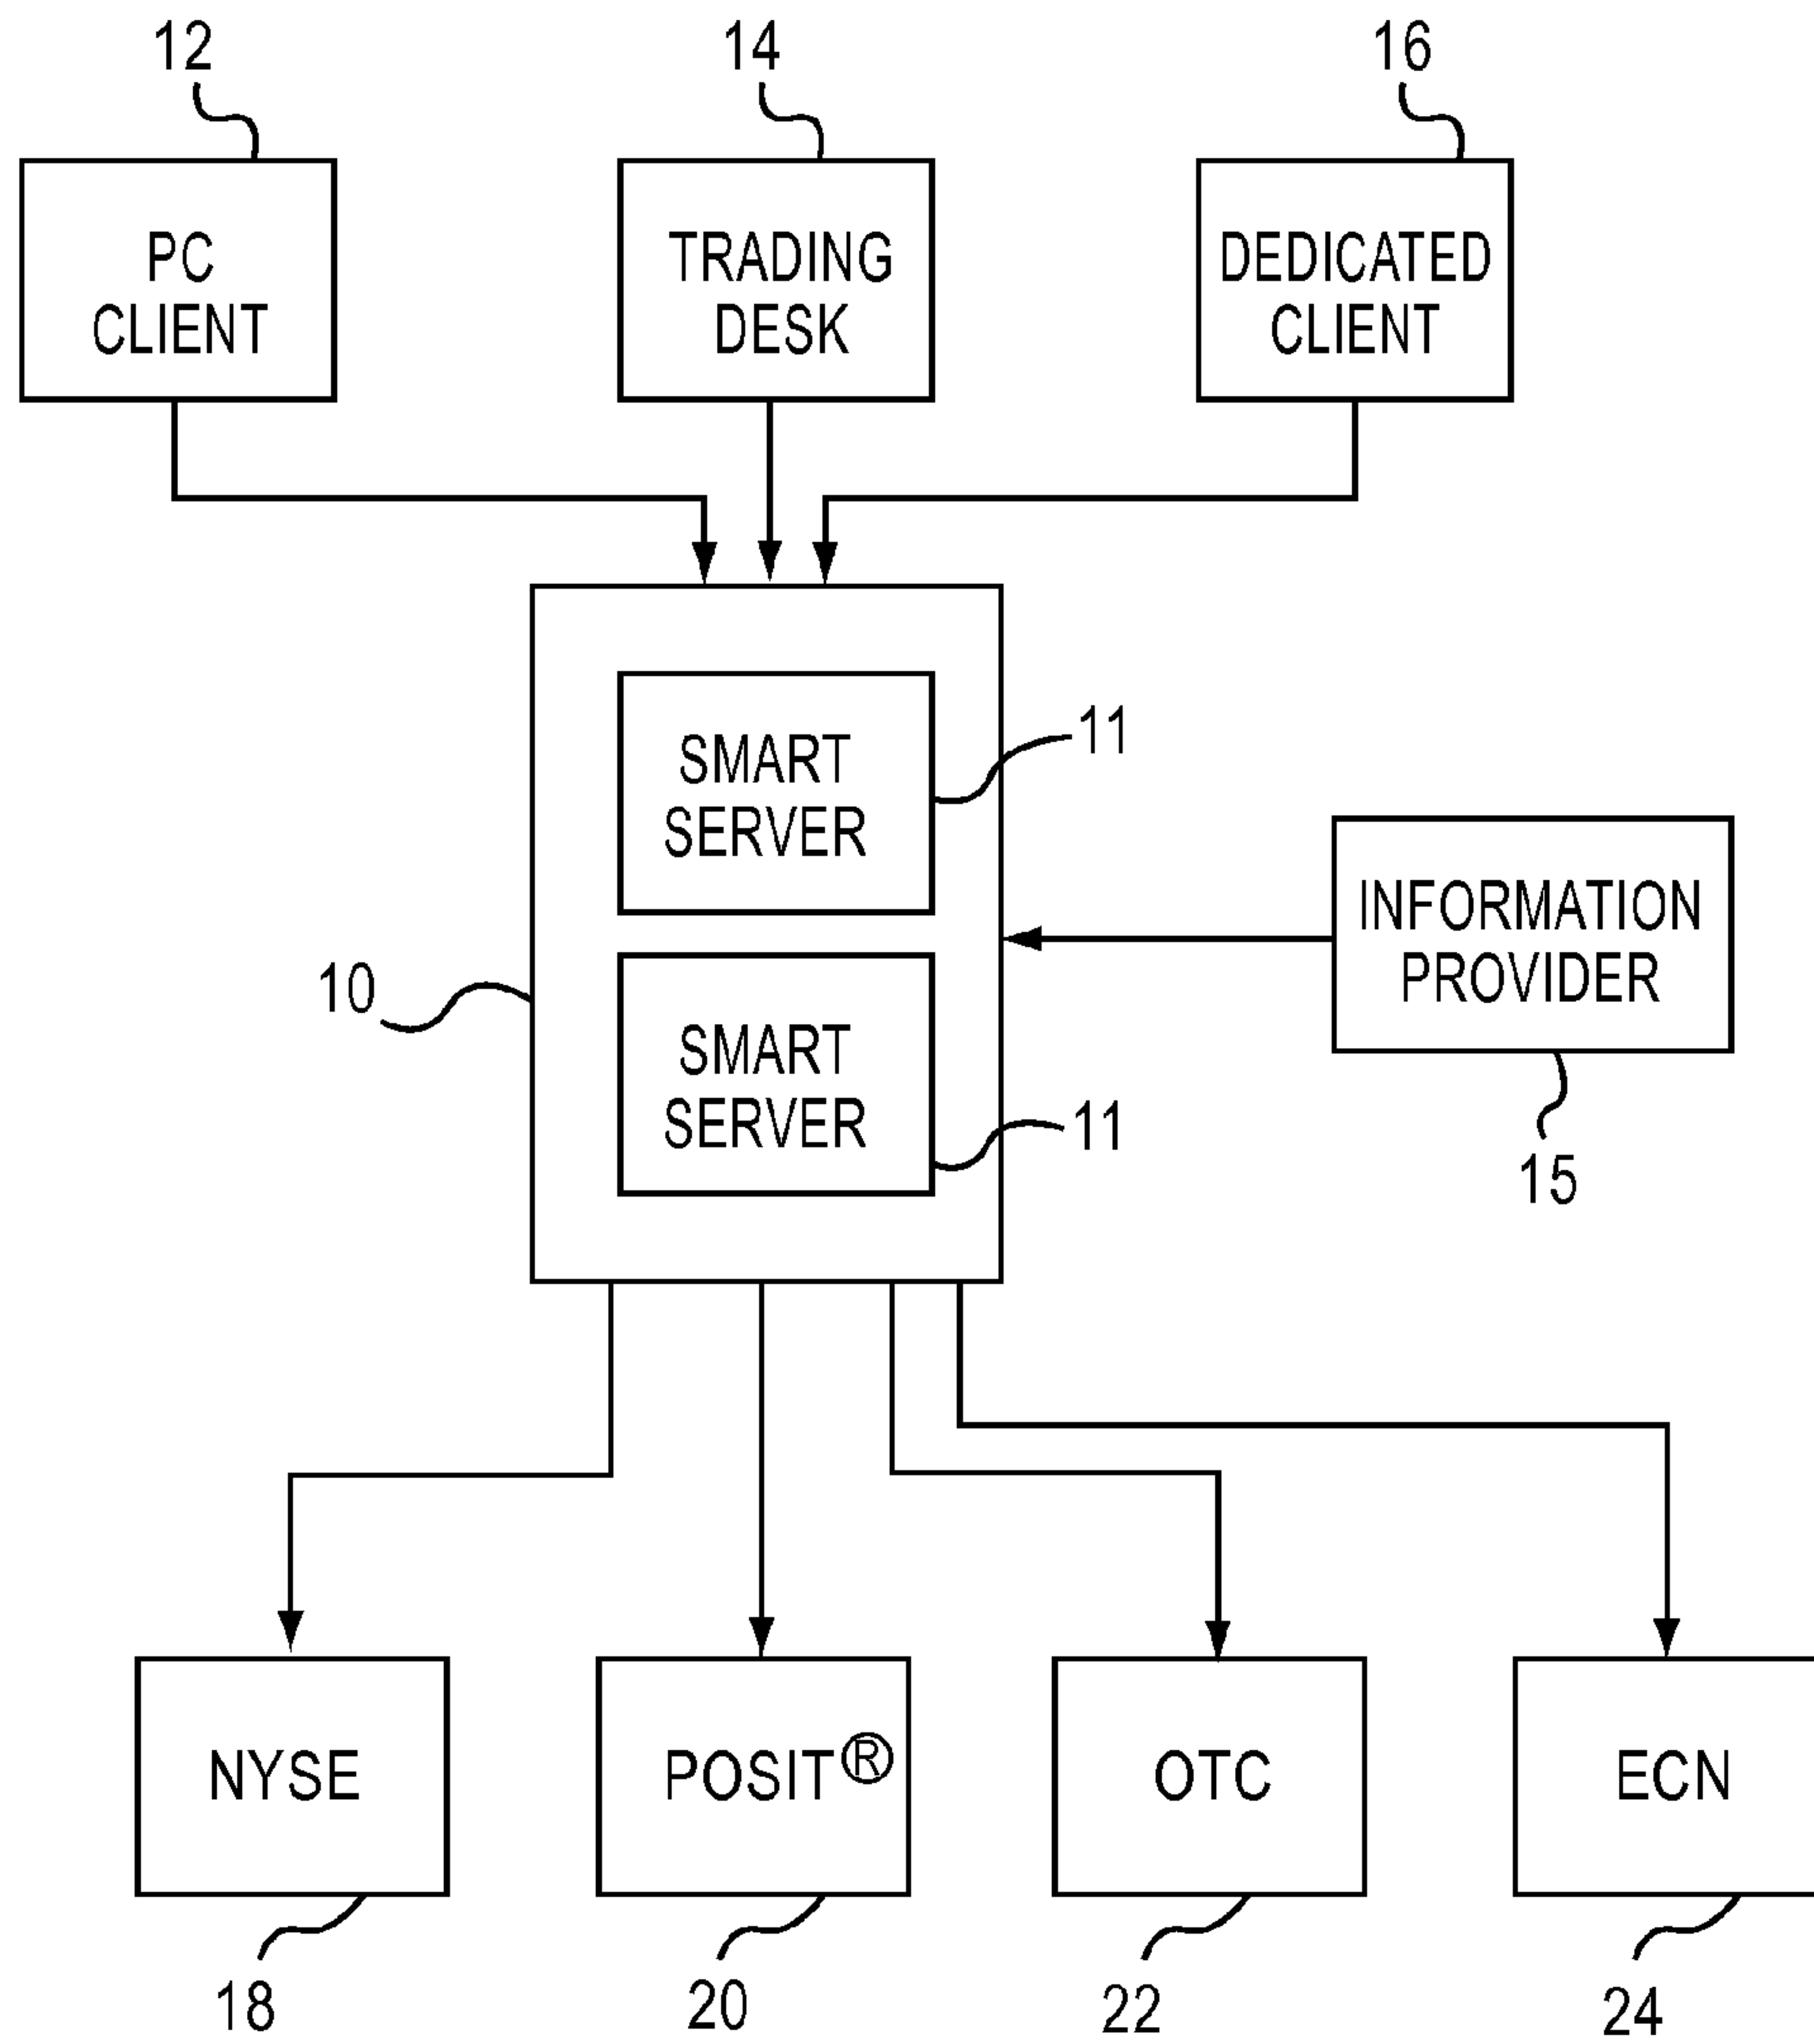 12
14
16
PC
CLIENT
TRADING
DESK
DEDICATED
CLIENT
SMART
SERVER
11
INFORMATION
PROVIDER
15
10
SMART
SERVER
11
NYSE
POSIT®
OTC
ECN
18
20
22
24